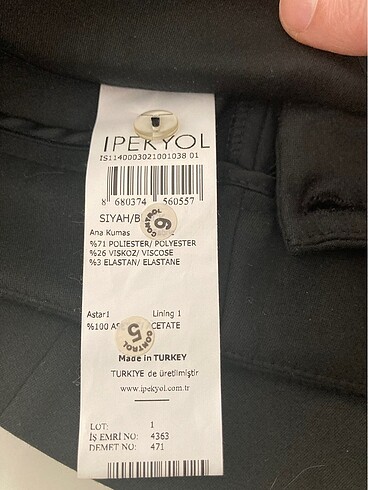 IPEKYOL
IS1140003021001038 01
8 680374 560557
SIYAH/B
CONTROL 6
Ana Kumaş
%71 POLIESTER/ POLYESTER
%26 VISKOZ/ VISCOSE
%3 ELASTAN/ ELASTANE
Astar1 Lining 1
%100 AS CETATE
5 CONTROL
Made in TURKEY
TURKIYE de üretilmiştir
www.ipekyol.com.tr
LOT: 1
İŞ EMRİ NO: 4363
DEMET NO: 471